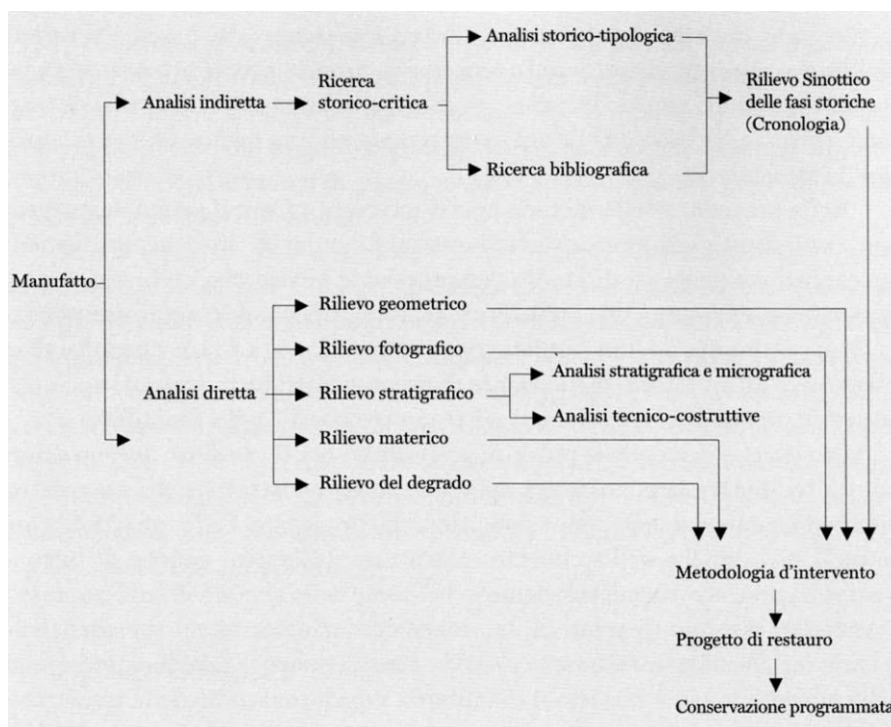 Analisi storico-tipologica
Analisi indiretta
Ricerca
storico-critica
Rilievo Sinottico
delle fasi storiche
(Cronologia)
Ricerca bibliografica
Manufatto
Rilievo geometrico
Rilievo fotografico
Analisi stratigrafica e micrografica
Analisi diretta
Rilievo stratigrafico
Analisi tecnico-costruttive
Rilievo materico
Rilievo del degrado
Metodologia d'intervento
Progetto di restauro
Conservazione programmata